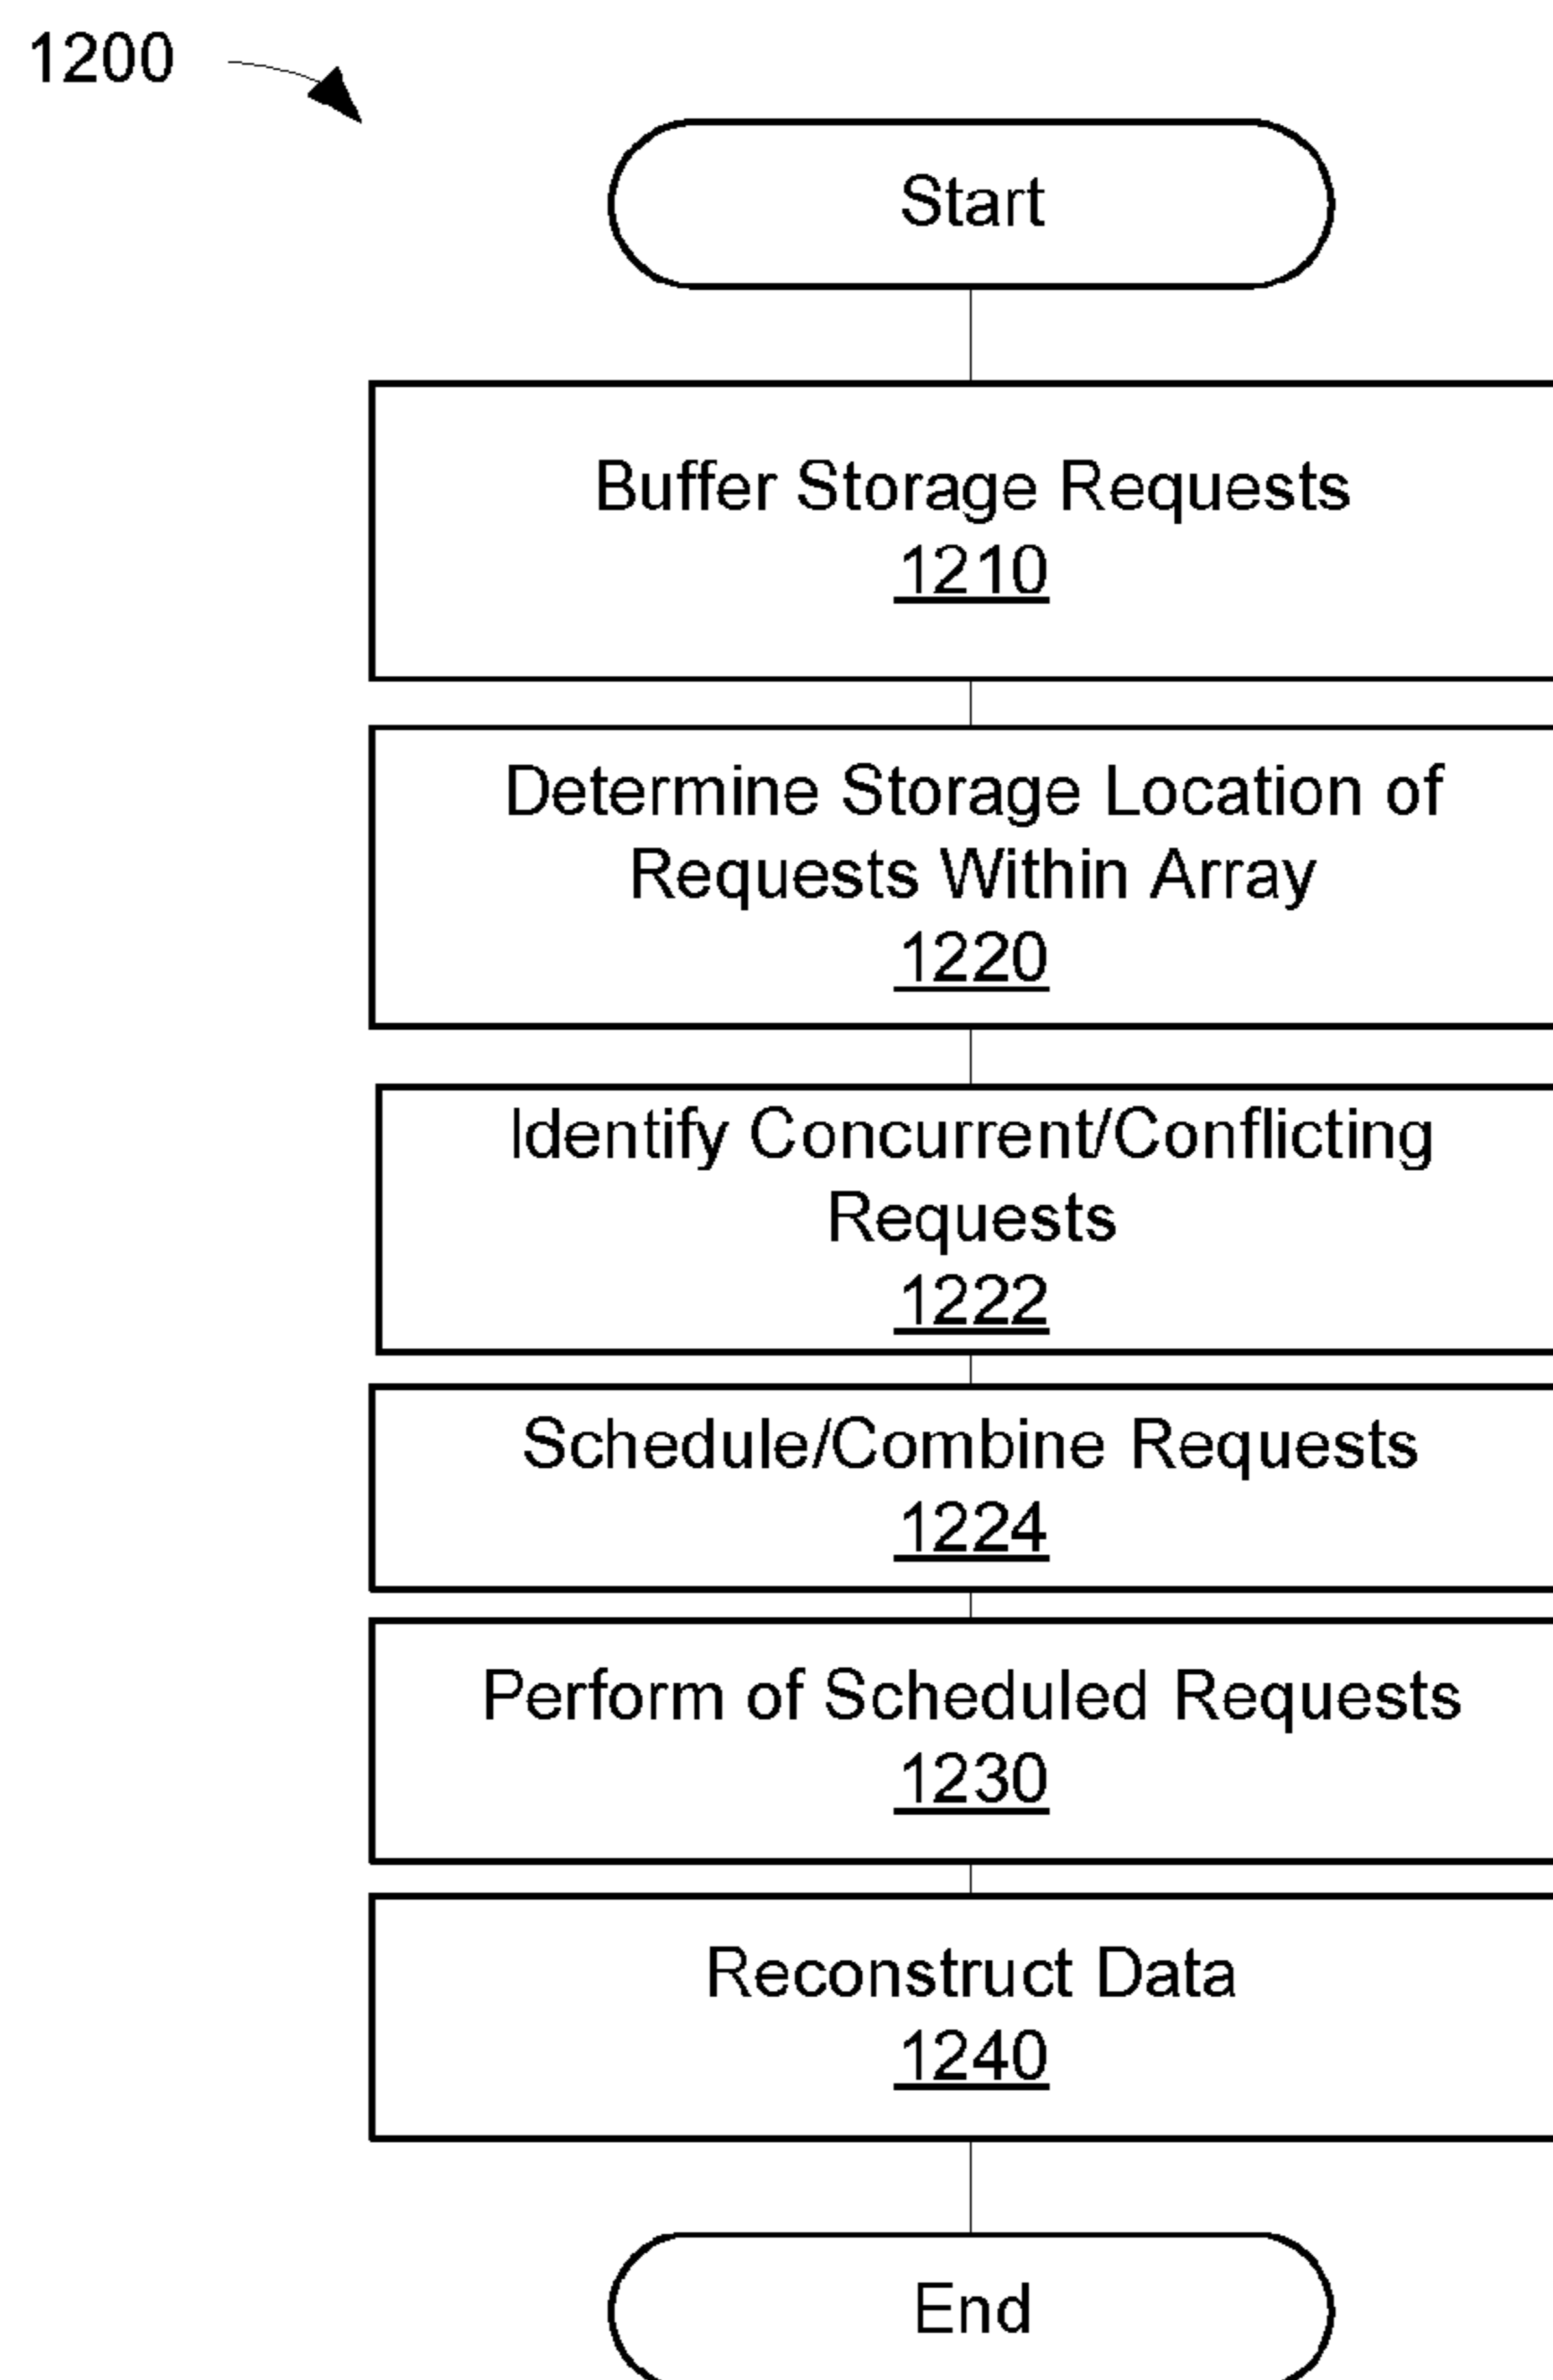 1200
Start
Buffer Storage Requests
1210
Determine Storage Location of
Requests Within Array
1220
Identify Concurrent/Conflicting
Requests
1222
Schedule/Combine Requests
1224
Perform of Scheduled Requests
1230
Reconstruct Data
1240
End